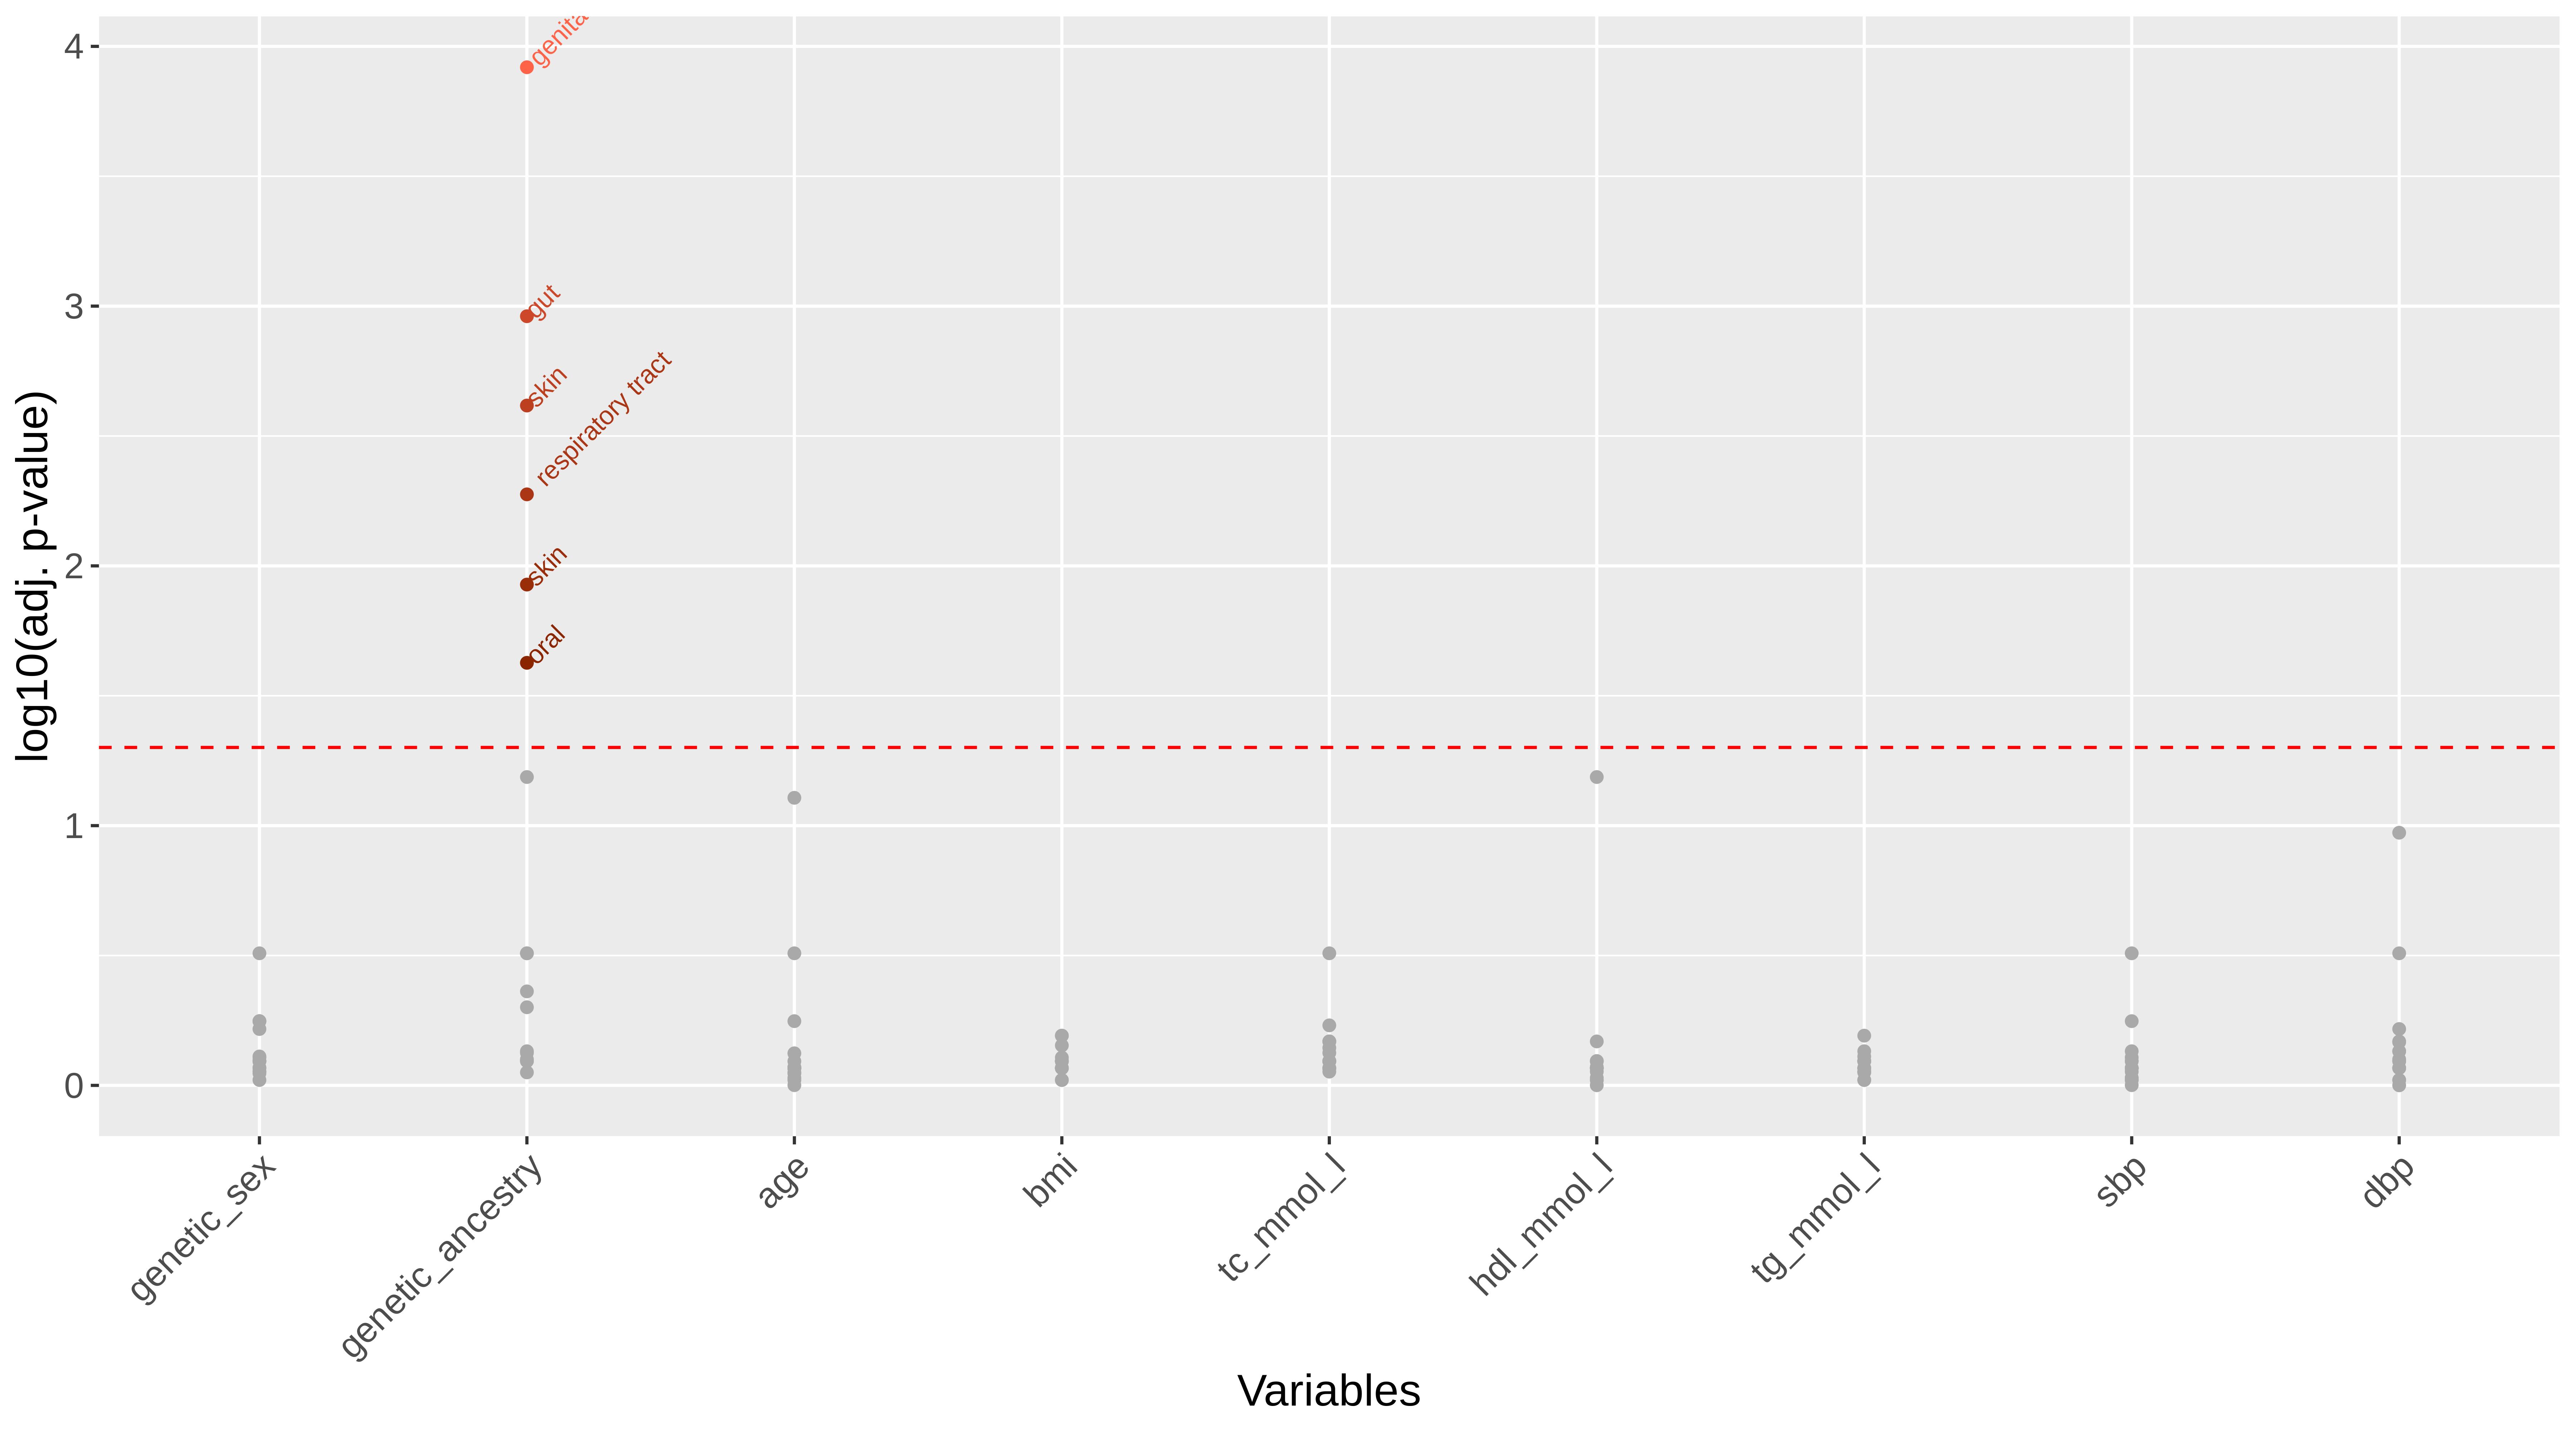 log10(adj. p-value)
4
3
2
1
0
gut
skin
respiratory tract
skin
oral
genetic_sex
genetic_ancestry
age
bmi
tc_mmol_l
hdl_mmol_l
tg_mmol_l
sbp
dbp
Variables